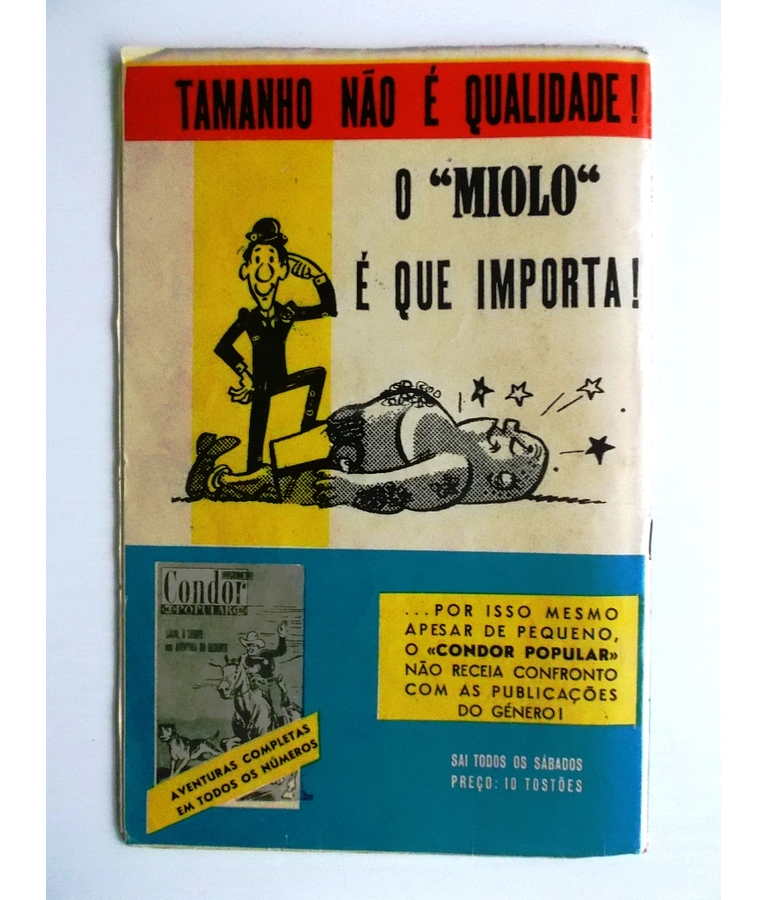 TAMANHO NÃO É QUALIDADE!
O “MIOLO“
É QUE IMPORTA!
Condor
POPULAR
AVENTURAS COMPLETAS
EM TODOS OS NÚMEROS
...POR ISSO MESMO
APESAR DE PEQUENO,
O «CONDOR POPULAR»
NÃO RECEIA CONFRONTO
COM AS PUBLICAÇÕES
DO GÉNERO!
SAI TODOS OS SÁBADOS
PREÇO: 10 TOSTÕES